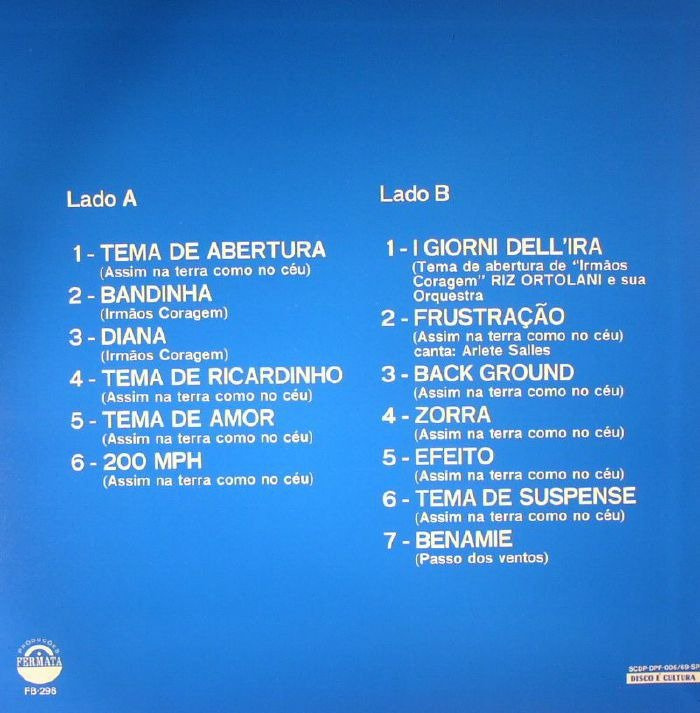 Lado A
1 - TEMA DE ABERTURA
(Assim na terra como no céu)
2 - BANDINHA
(Irmãos Coragem)
3 - DIANA
(Irmãos Coragem)
4 - TEMA DE RICARDINHO
(Assim na terra como no céu)
5 - TEMA DE AMOR
(Assim na terra como no céu)
6 - 200 MPH
(Assim na terra como no céu)
Lado B
1 - I GIORNI DELL'IRA
(Tema de abertura de "Irmãos
Coragem" RIZ ORTOLANI e sua
Orquestra
2 - FRUSTRAÇÃO
(Assim na terra como no céu)
canta: Arlete Salles
3 - BACK GROUND
(Assim na terra como no céu)
4 - ZORRA
(Assim na terra como no céu)
5 - EFEITO
(Assim na terra como no céu)
6 - TEMA DE SUSPENSE
(Assim na terra como no céu)
7 - BENAMIE
(Passo dos ventos)
PRODUÇÕES
FERMATA
FB-298
SCDP-DPF-006/69-SP
DISCO É CULTURA